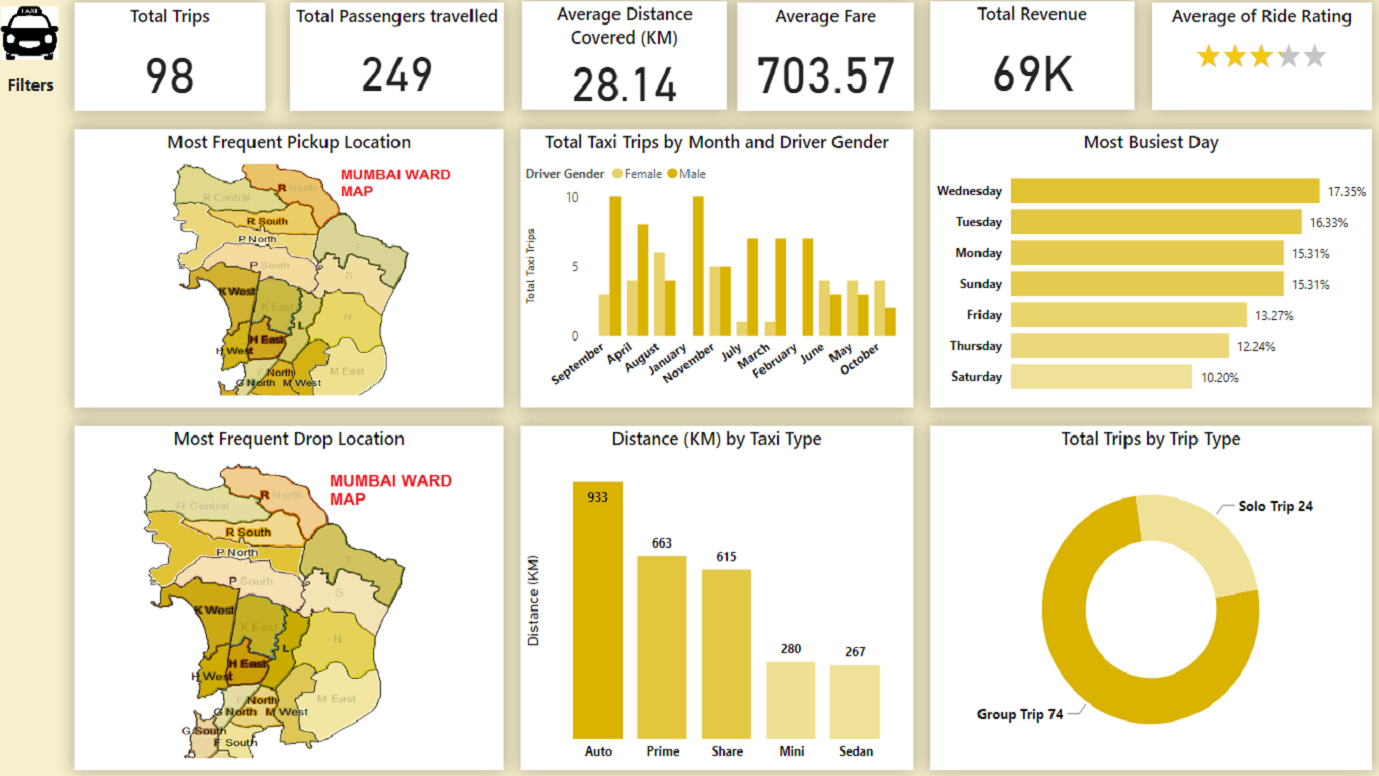 TAXI
Filters
Total Trips
98
Total Passengers travelled
249
Average Distance
Covered (KM)
28.14
Average Fare
703.57
Total Revenue
69K
Average of Ride Rating
Most Frequent Pickup Location
MUMBAI WARD
MAP
R North
R Central
R South
P North
T
P South
S
K West
K East
N
L
H East
H West
M East
F North
G North M West
Total Taxi Trips by Month and Driver Gender
Driver Gender Female Male
Total Taxi Trips
10
5
0
September
April
August
January
November
July
March
February
June
May
October
Most Busiest Day
Wednesday 17.35%
Tuesday 16.33%
Monday 15.31%
Sunday 15.31%
Friday 13.27%
Thursday 12.24%
Saturday 10.20%
Most Frequent Drop Location
MUMBAI WARD
MAP
R North
R Central
R South
P North
T
P South
S
K West
K East
N
L
H East
H West
M East
F North
G North M West
G South
F South
Distance (KM) by Taxi Type
Distance (KM)
933
663
615
280
267
Auto
Prime
Share
Mini
Sedan
Total Trips by Trip Type
Solo Trip 24
Group Trip 74